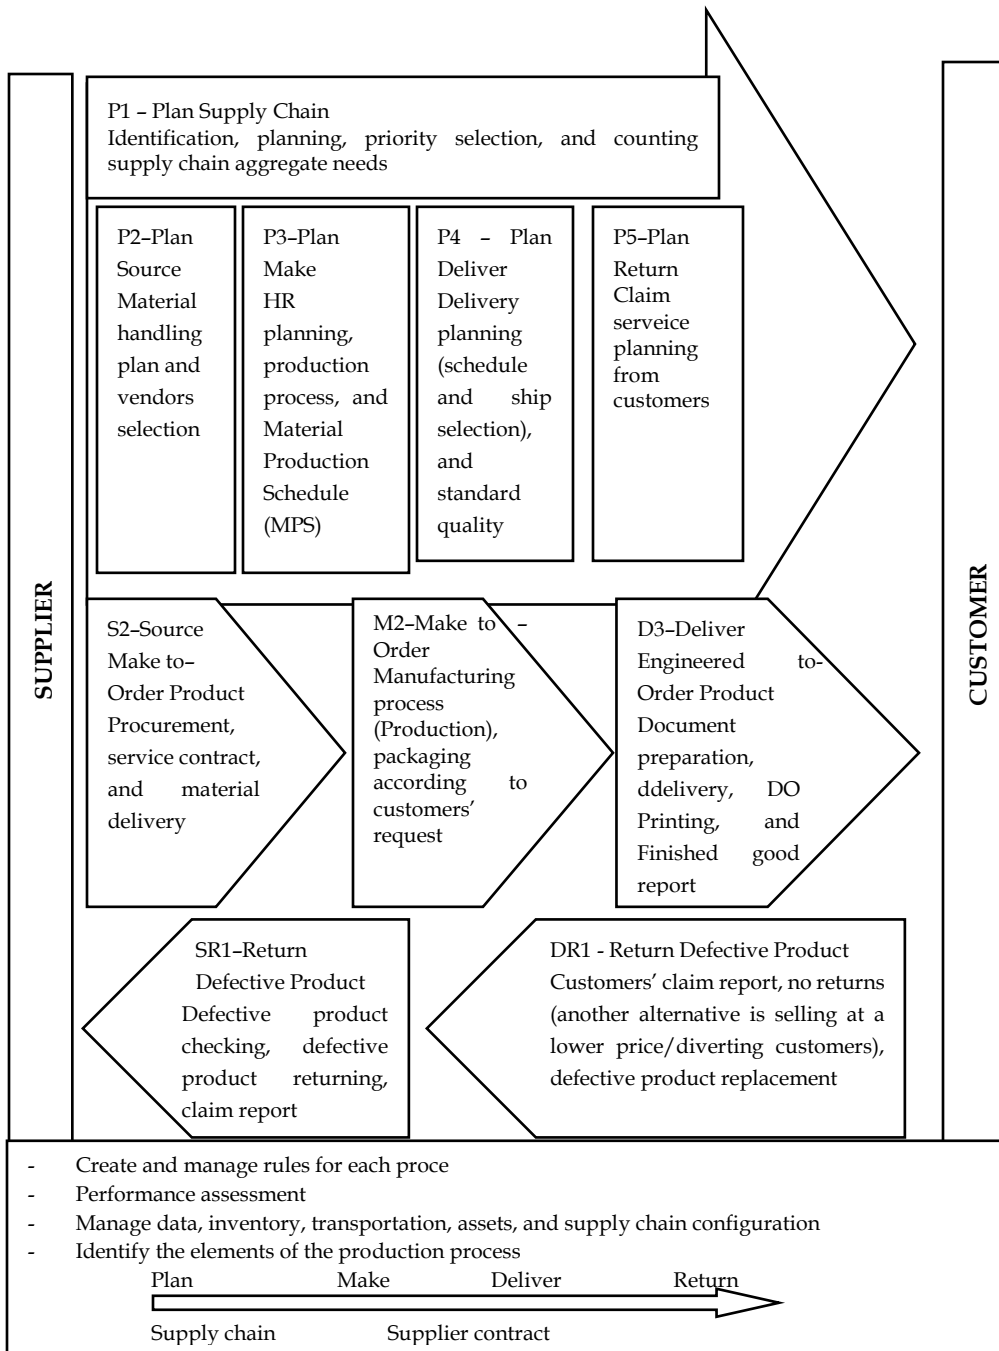 P1 – Plan Supply Chain
Identification, planning, priority selection, and counting
supply chain aggregate needs
P2–Plan
Source
Material
handling
plan and
vendors
selection
P3–Plan
Make
HR
planning,
production
process, and
Material
Production
Schedule
(MPS)
P4 – Plan
Deliver
Delivery
planning
(schedule
and ship
selection),
and
standard
quality
P5–Plan
Return
Claim
serveice
planning
from
customers
SUPPLIER
CUSTOMER
S2–Source
Make to–
Order Product
Procurement,
service contract,
and material
delivery
M2–Make to –
Order
Manufacturing
process
(Production),
packaging
according to
customers’
request
D3–Deliver
Engineered to-
Order Product
Document
preparation,
ddelivery, DO
Printing, and
Finished good
report
SR1–Return
Defective Product
Defective product
checking, defective
product returning,
claim report
DR1 - Return Defective Product
Customers’ claim report, no returns
(another alternative is selling at a
lower price/diverting customers),
defective product replacement
- Create and manage rules for each proce
- Performance assessment
- Manage data, inventory, transportation, assets, and supply chain configuration
- Identify the elements of the production process
Plan Make Deliver Return
Supply chain Supplier contract